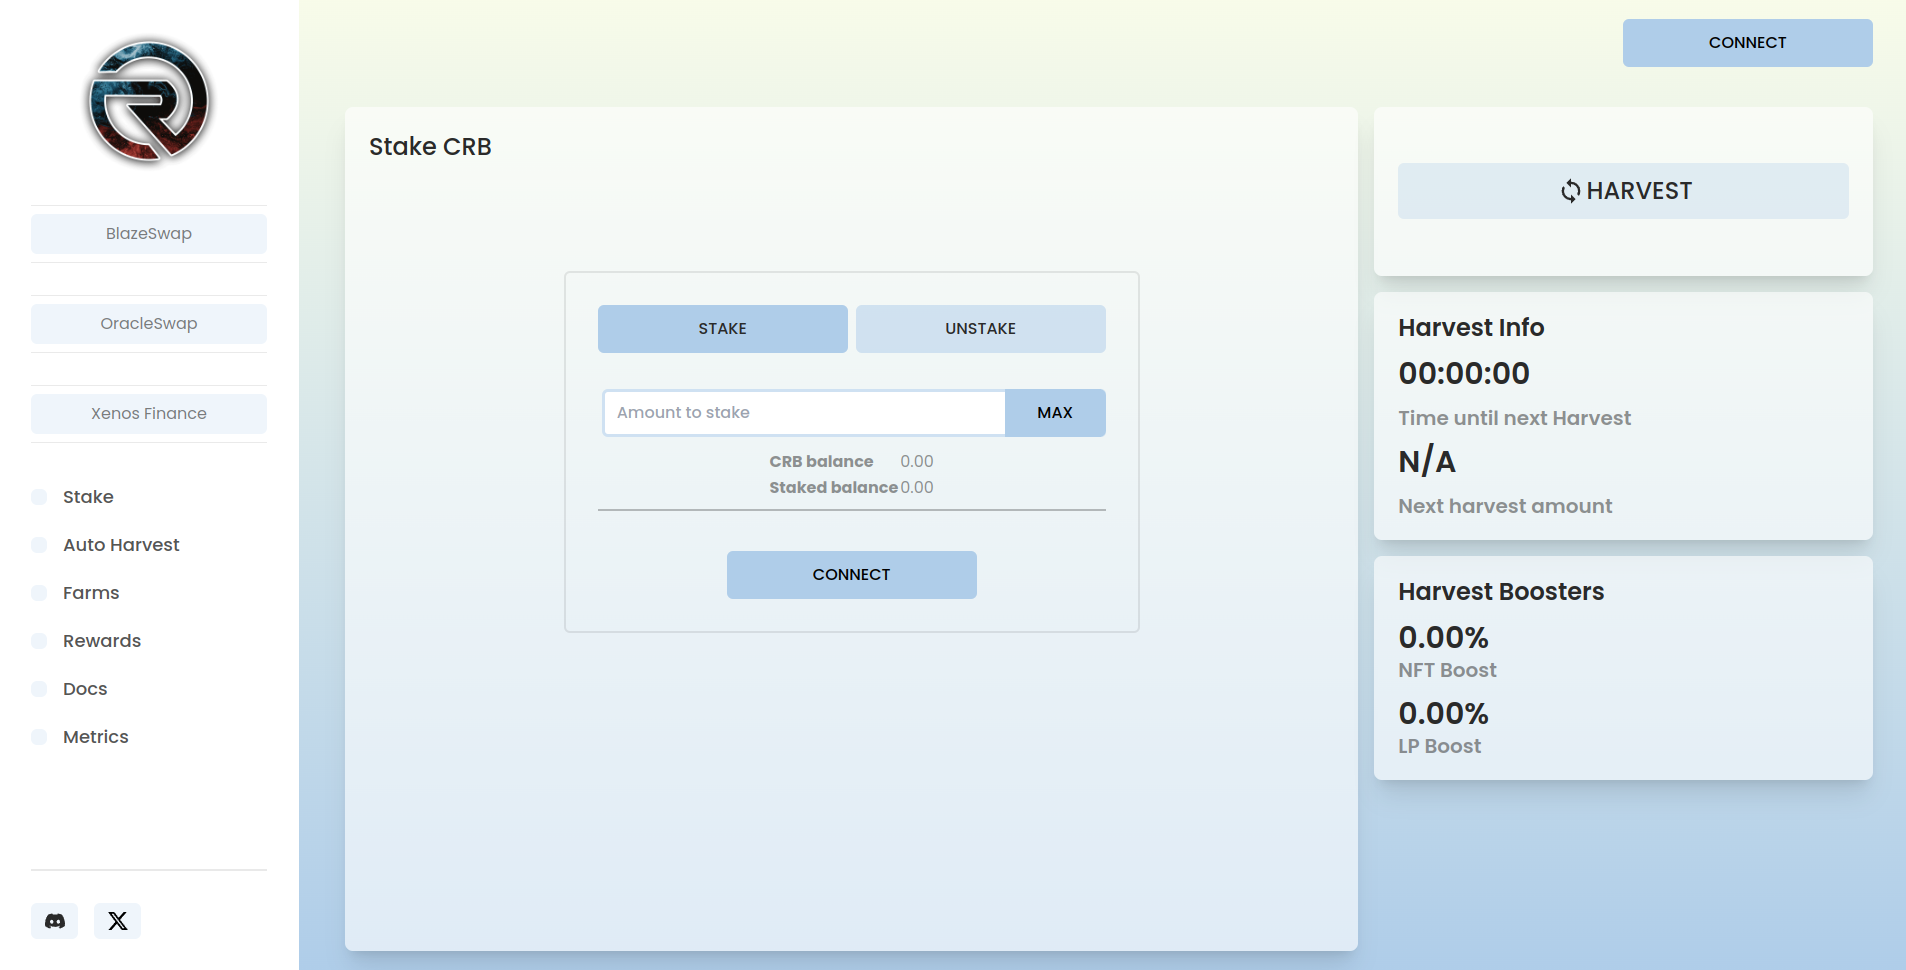 BlazeSwap
OracleSwap
Xenos Finance
Stake
Auto Harvest
Farms
Rewards
Docs
Metrics
CONNECT
Stake CRB
STAKE
UNSTAKE
Amount to stake
MAX
CRB balance 0.00
Staked balance 0.00
CONNECT
HARVEST
Harvest Info
00:00:00
Time until next Harvest
N/A
Next harvest amount
Harvest Boosters
0.00%
NFT Boost
0.00%
LP Boost